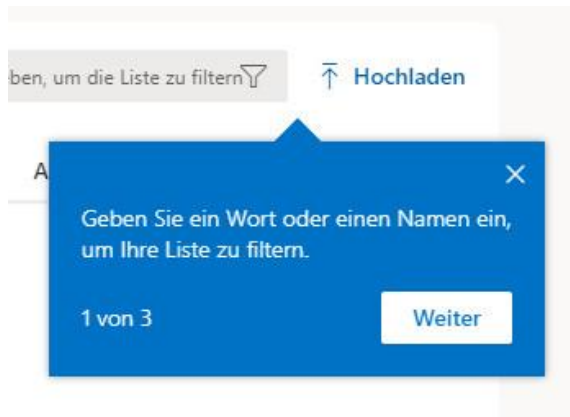 ben, um die Liste zu filtern
Hochladen
A
Geben Sie ein Wort oder einen Namen ein,
um Ihre Liste zu filtern.
1 von 3
Weiter